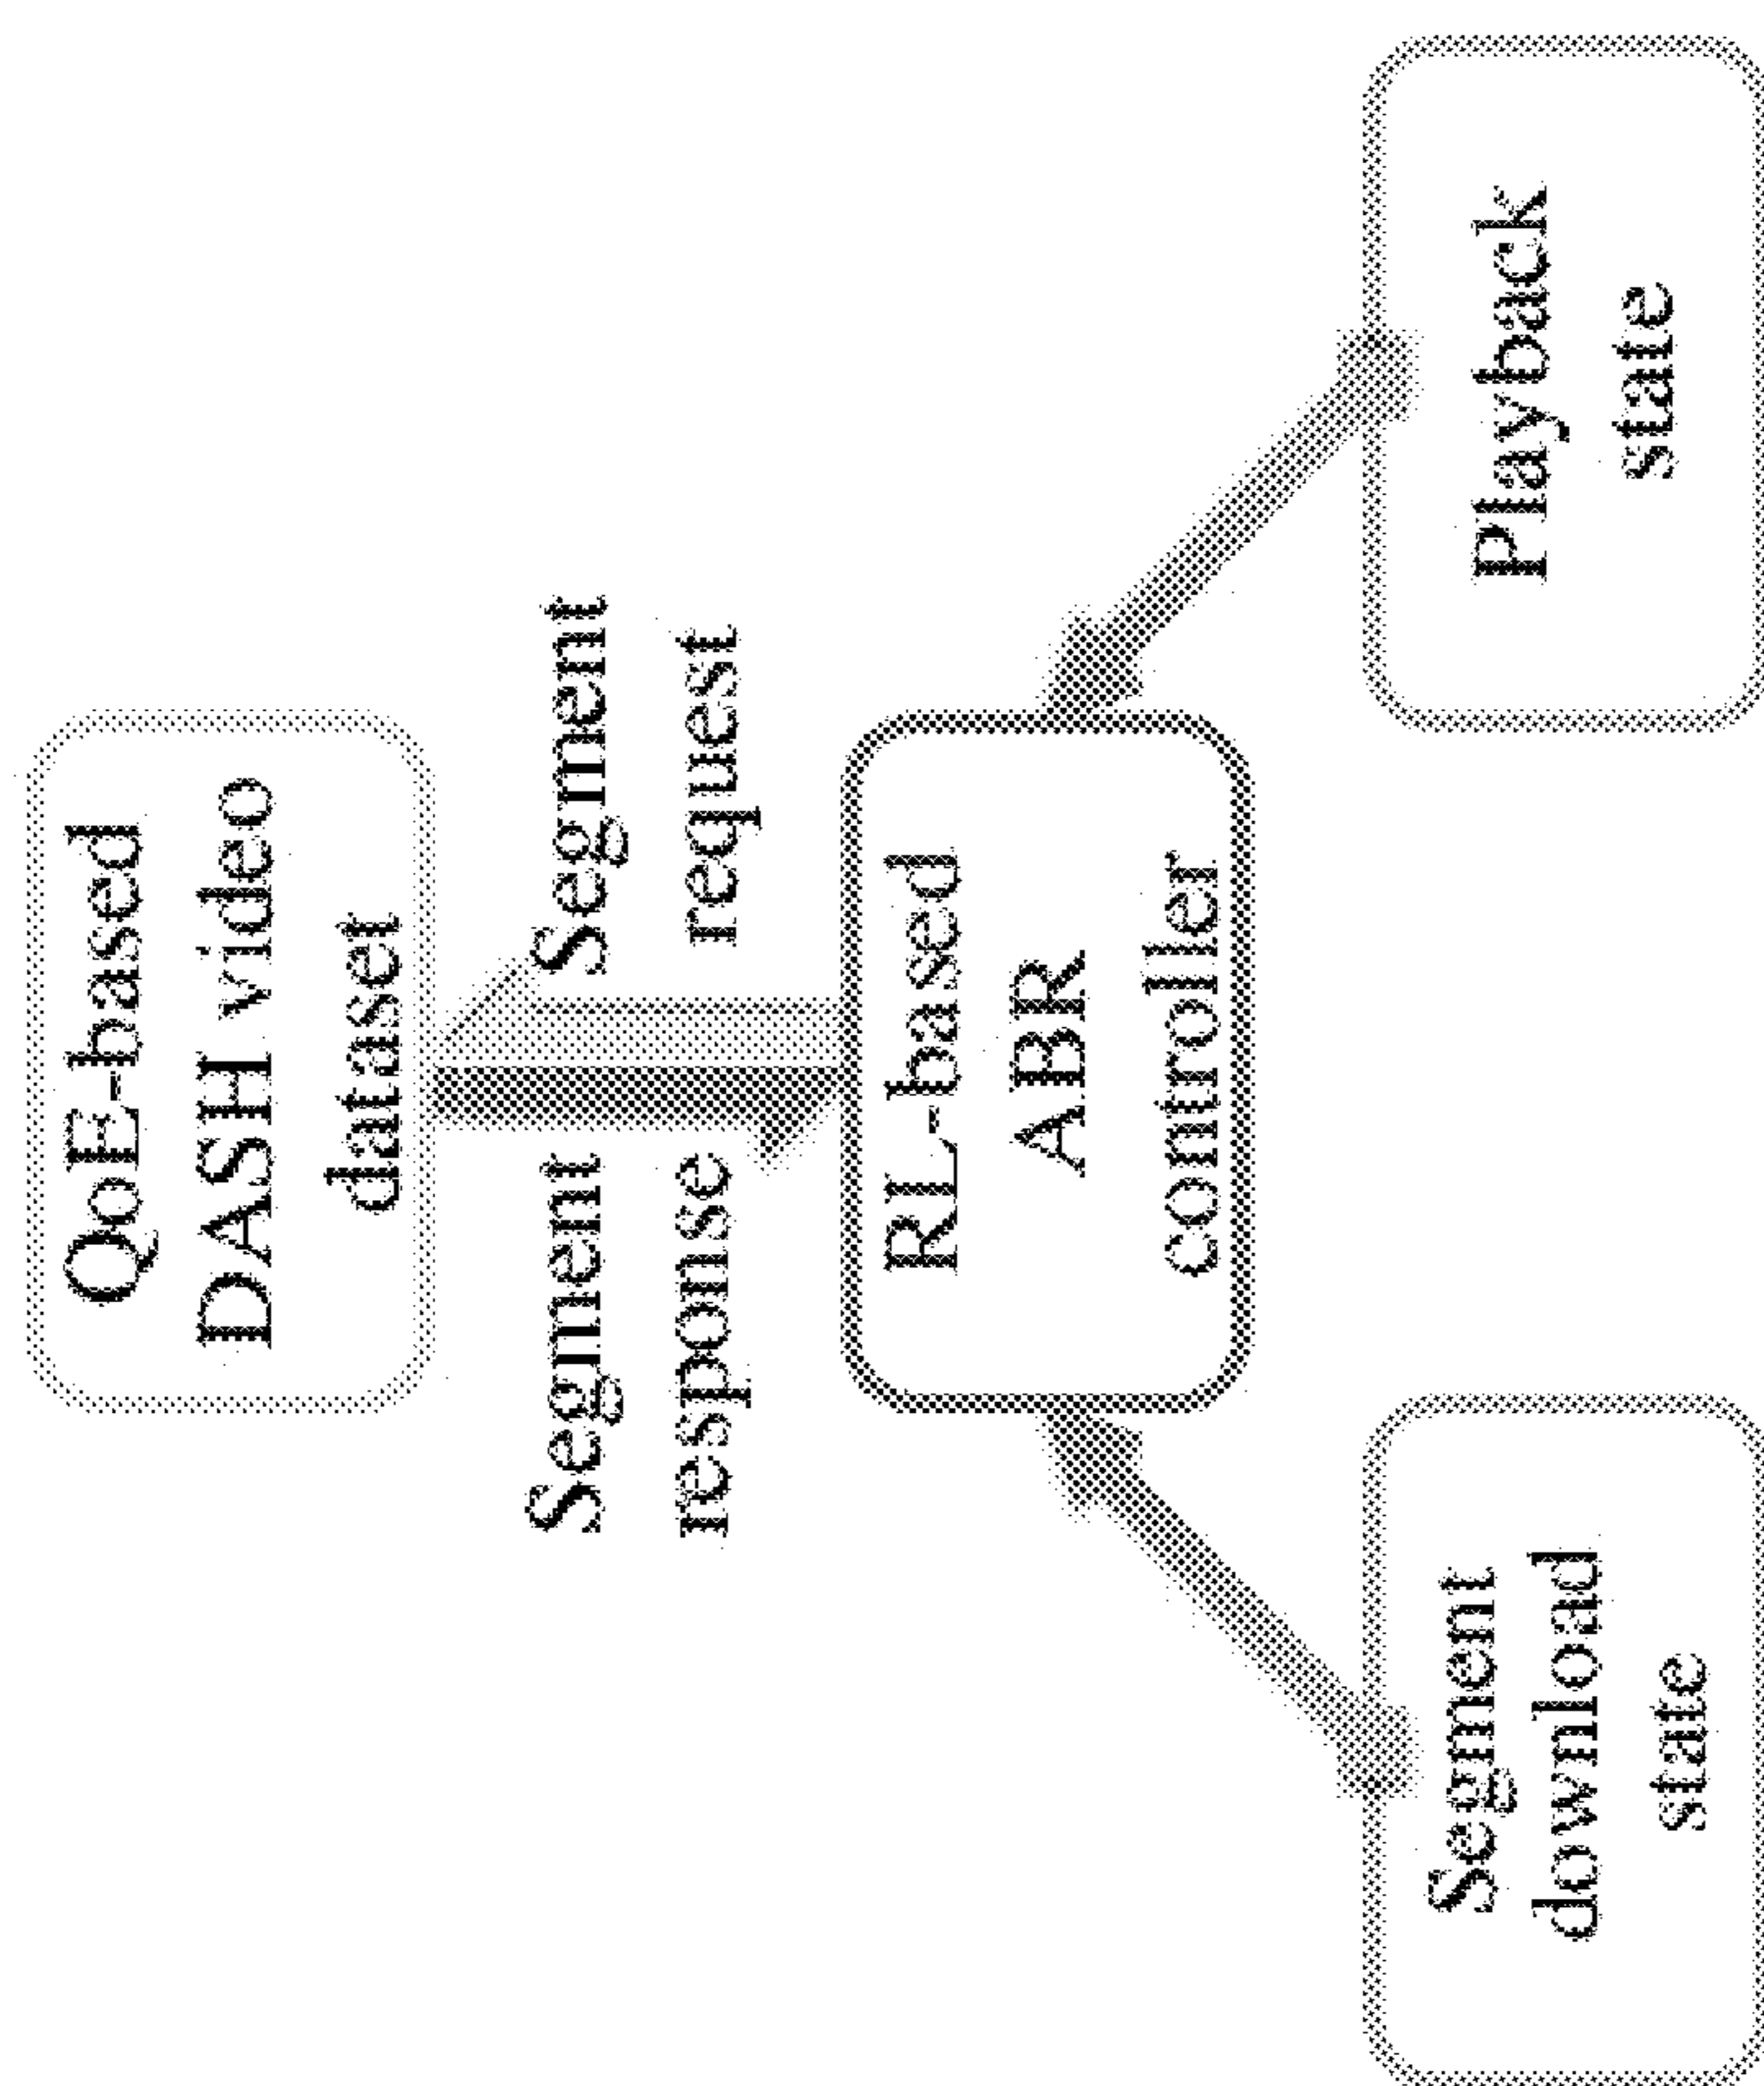 QoE-based
DASH video
dataset
Segment
response
Segment
request
RL-based
ABR
controller
Segment
download
state
Playback
state